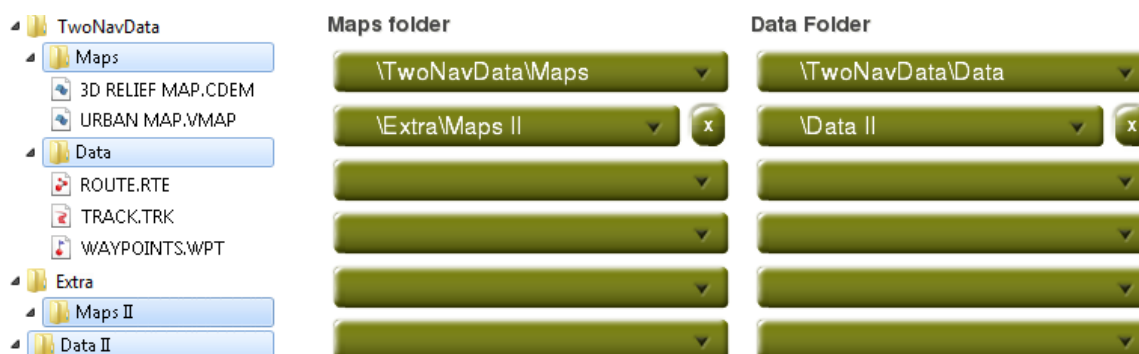 TwoNavData
Maps
3D RELIEF MAP.CDEM
URBAN MAP.VMAP
Data
ROUTE.RTE
TRACK.TRK
WAYPOINTS.WPT
Extra
Maps II
Data II
Maps folder
\TwoNavData\Maps
\Extra\Maps II
x
Data Folder
\TwoNavData\Data
\Data II
x